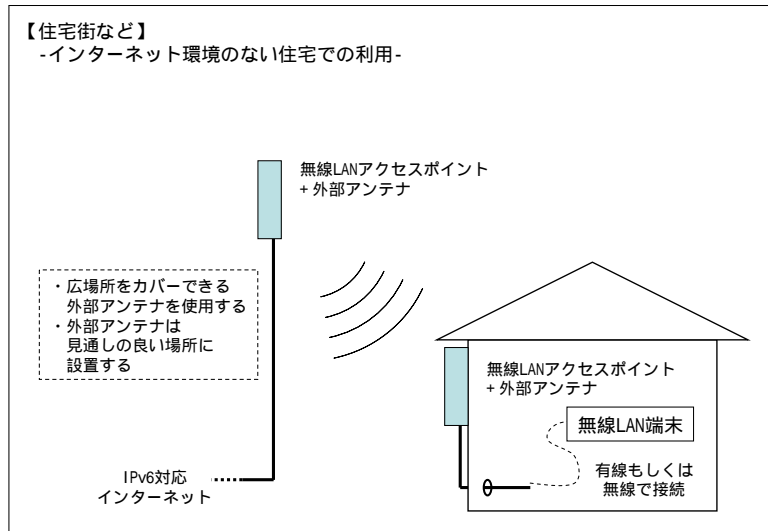 【住宅街など】
-インターネット環境のない住宅での利用-
無線LANアクセスポイント
+ 外部アンテナ
・広場所をカバーできる
外部アンテナを使用する
・外部アンテナは
見通しの良い場所に
設置する
無線LANアクセスポイント
+ 外部アンテナ
無線LAN端末
有線もしくは
無線で接続
IPv6対応
インターネット